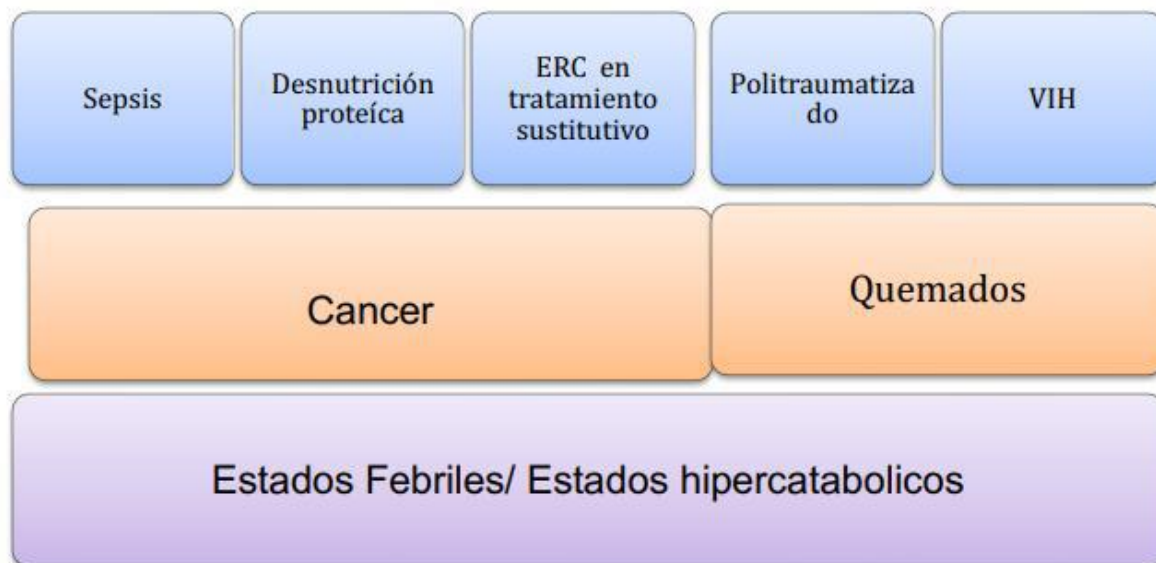 Sepsis
Desnutrición
proteíca
ERC en
tratamiento
sustitutivo
Politraumatiza
do
VIH
Cancer
Quemados
Estados Febriles/ Estados hipercatabolicos